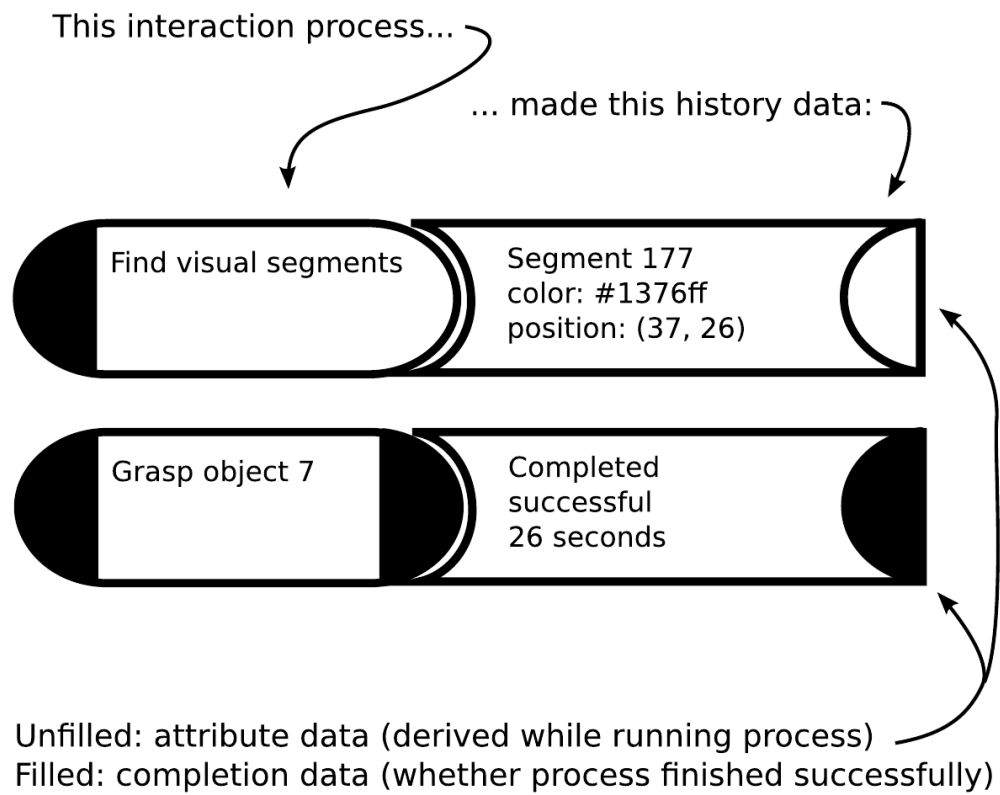 This interaction process...
... made this history data:
Find visual segments
Segment 177
color: #1376ff
position: (37, 26)
Grasp object 7
Completed
successful
26 seconds
Unfilled: attribute data (derived while running process)
Filled: completion data (whether process finished successfully)